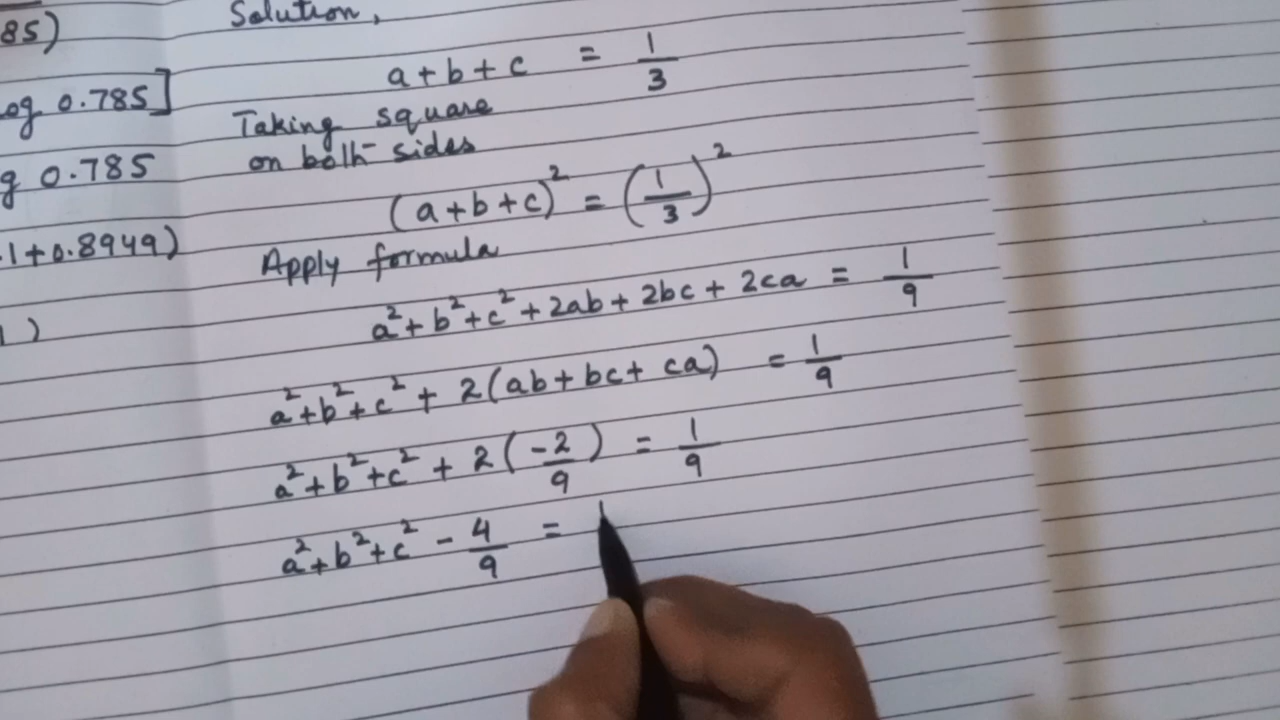 85)
og 0.785]
g 0.785
.1+0.8949)
1)
Solution,
a+b+c = 1/3
Taking square
on both sides
(a+b+c)² = (1/3)²
Apply formula
a²+b²+c²+2ab+2bc+2ca = 1/9
a²+b²+c²+2(ab+bc+ca) = 1/9
a²+b²+c²+2(-2/9) = 1/9
a²+b²+c²-4/9 =